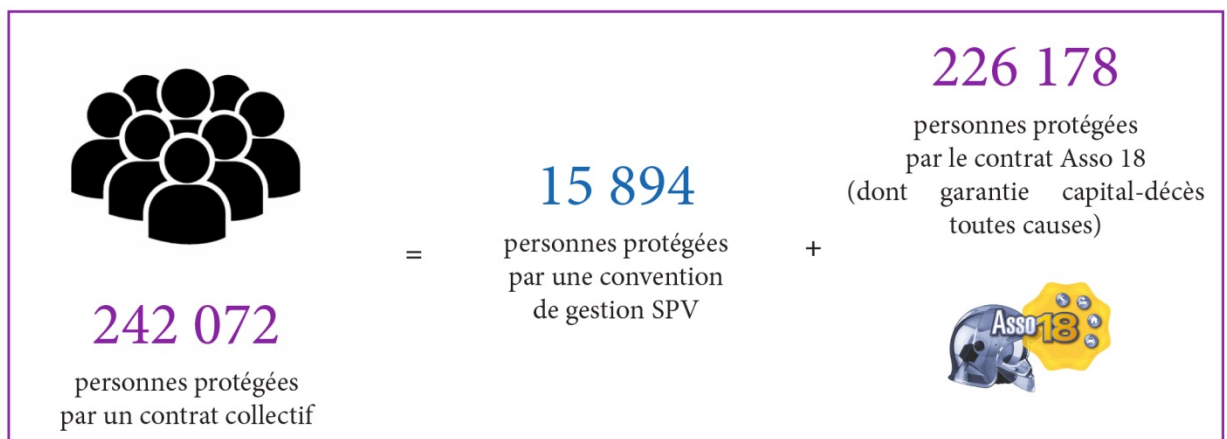 242 072
personnes protégées
par un contrat collectif
=
15 894
personnes protégées
par une convention
de gestion SPV
+
226 178
personnes protégées
par le contrat Asso 18
(dont garantie capital-décès
toutes causes)
Asso18